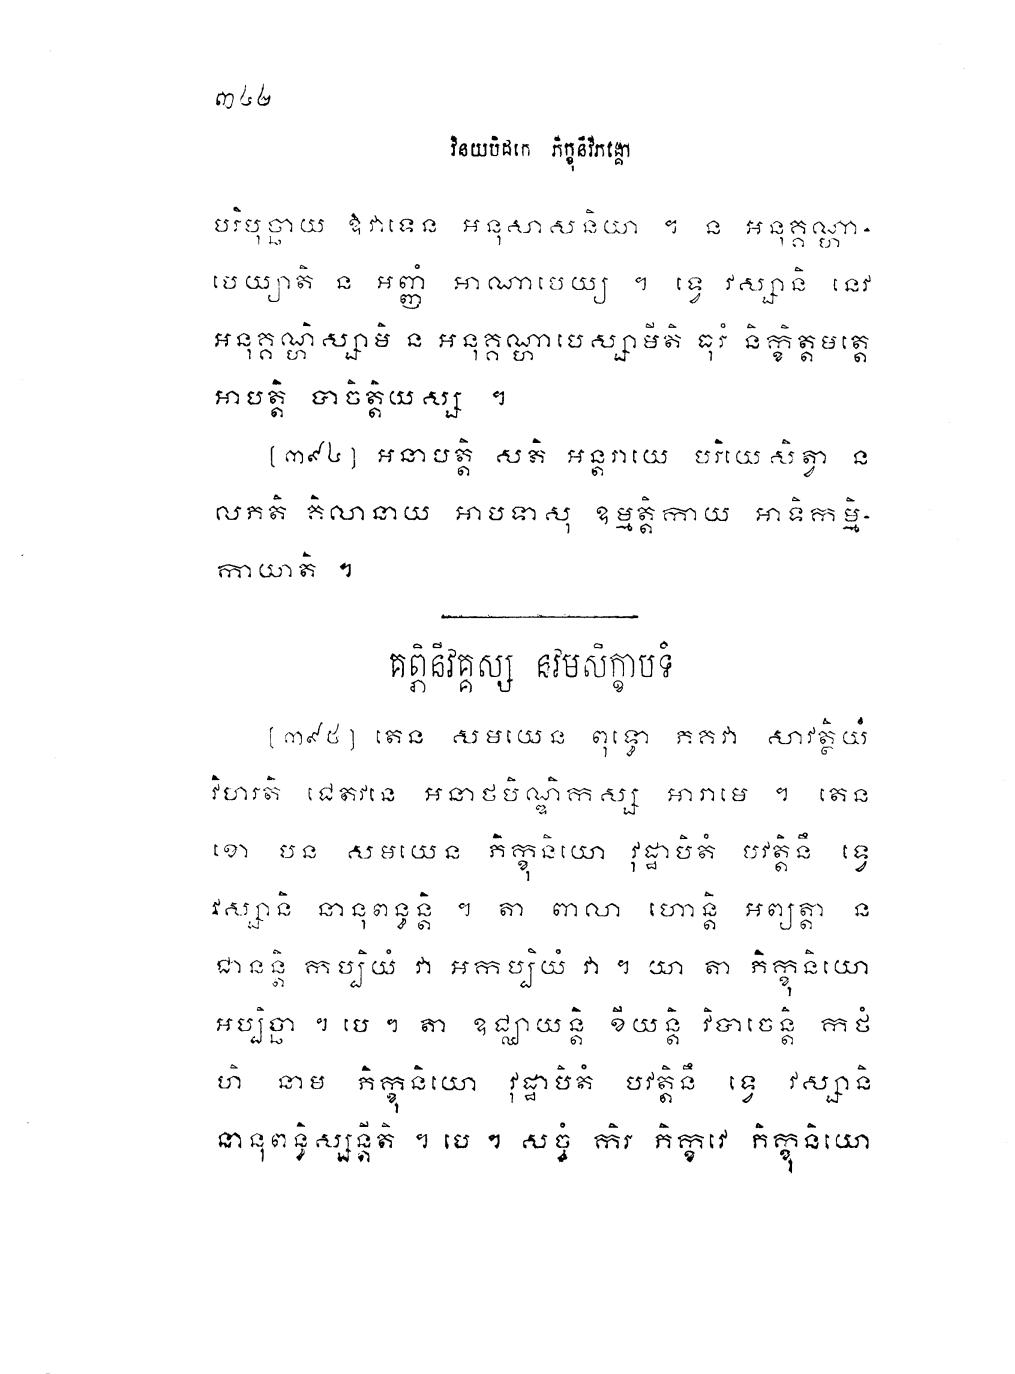 ៣៤២
វិនយបិដកេ ភិក្ខុនីវិភង្គោ
បរិបុច្ឆាយ ឱវាទេន អនុសាសនិយា ។ ន អនុគ្គណ្ហា-
បេយ្យាតិ ន អញ្ញំ អាណាបេយ្យ ។ ទ្វេ វស្សានិ នេវ
អនុគ្គណ្ហិស្សាមិ ន អនុគ្គណ្ហាបេស្សាមីតិ ធុរំ និក្ខិត្តមត្តេ
អាបត្តិ បាចិត្តិយស្ស ។
(៣៩៤) អនាបត្តិ សតិ អន្តរាយេ បរិយេសិត្វា ន
លភតិ គិលានាយ អាបទាសុ ឧម្មត្តិកាយ អាទិកម្មិ-
កាយាតិ ។
គព្ភិនីវគ្គស្ស នវមសិក្ខាបទំ
(៣៩៥) តេន សមយេន ពុទ្ធោ ភគវា សាវត្ថិយំ
វិហរតិ ជេតវនេ អនាថបិណ្ឌិកស្ស អារាមេ ។ តេន
ខោ បន សមយេន ភិក្ខុនិយោ វុដ្ឋាបិតំ បវត្តិនឹ ទ្វេ
វស្សានិ នានុពន្ធន្តិ ។ តា ពាលា ហោន្តិ អព្យត្តា ន
ជានន្តិ កប្បិយំ វា អកប្បិយំ វា ។ យា តា ភិក្ខុនិយោ
អប្បិច្ឆា ។ បេ ។ តា ឧជ្ឈាយន្តិ ខីយន្តិ វិបាចេន្តិ កថំ
ហិ នាម ភិក្ខុនិយោ វុដ្ឋាបិតំ បវត្តិនឹ ទ្វេ វស្សានិ
នានុពន្ធិស្សន្តីតិ ។ បេ ។ សច្ចំ កិរ ភិក្ខវេ ភិក្ខុនិយោ